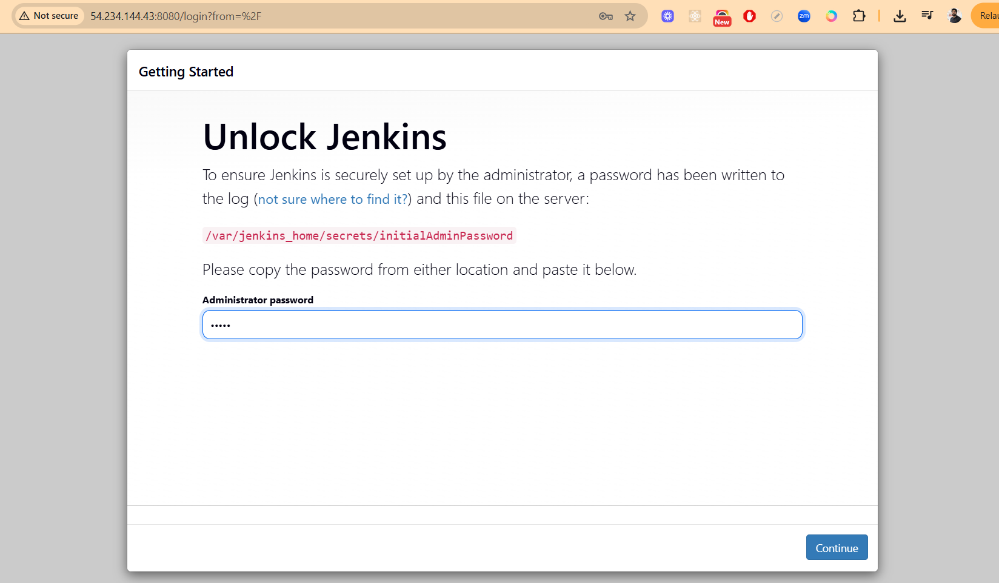 Not secure
54.234.144.43:8080/login?from=%2F
New
zm
Relau
Getting Started
Unlock Jenkins
To ensure Jenkins is securely set up by the administrator, a password has been written to
the log (not sure where to find it?) and this file on the server:
/var/jenkins_home/secrets/initialAdminPassword
Please copy the password from either location and paste it below.
Administrator password
•••••
Continue